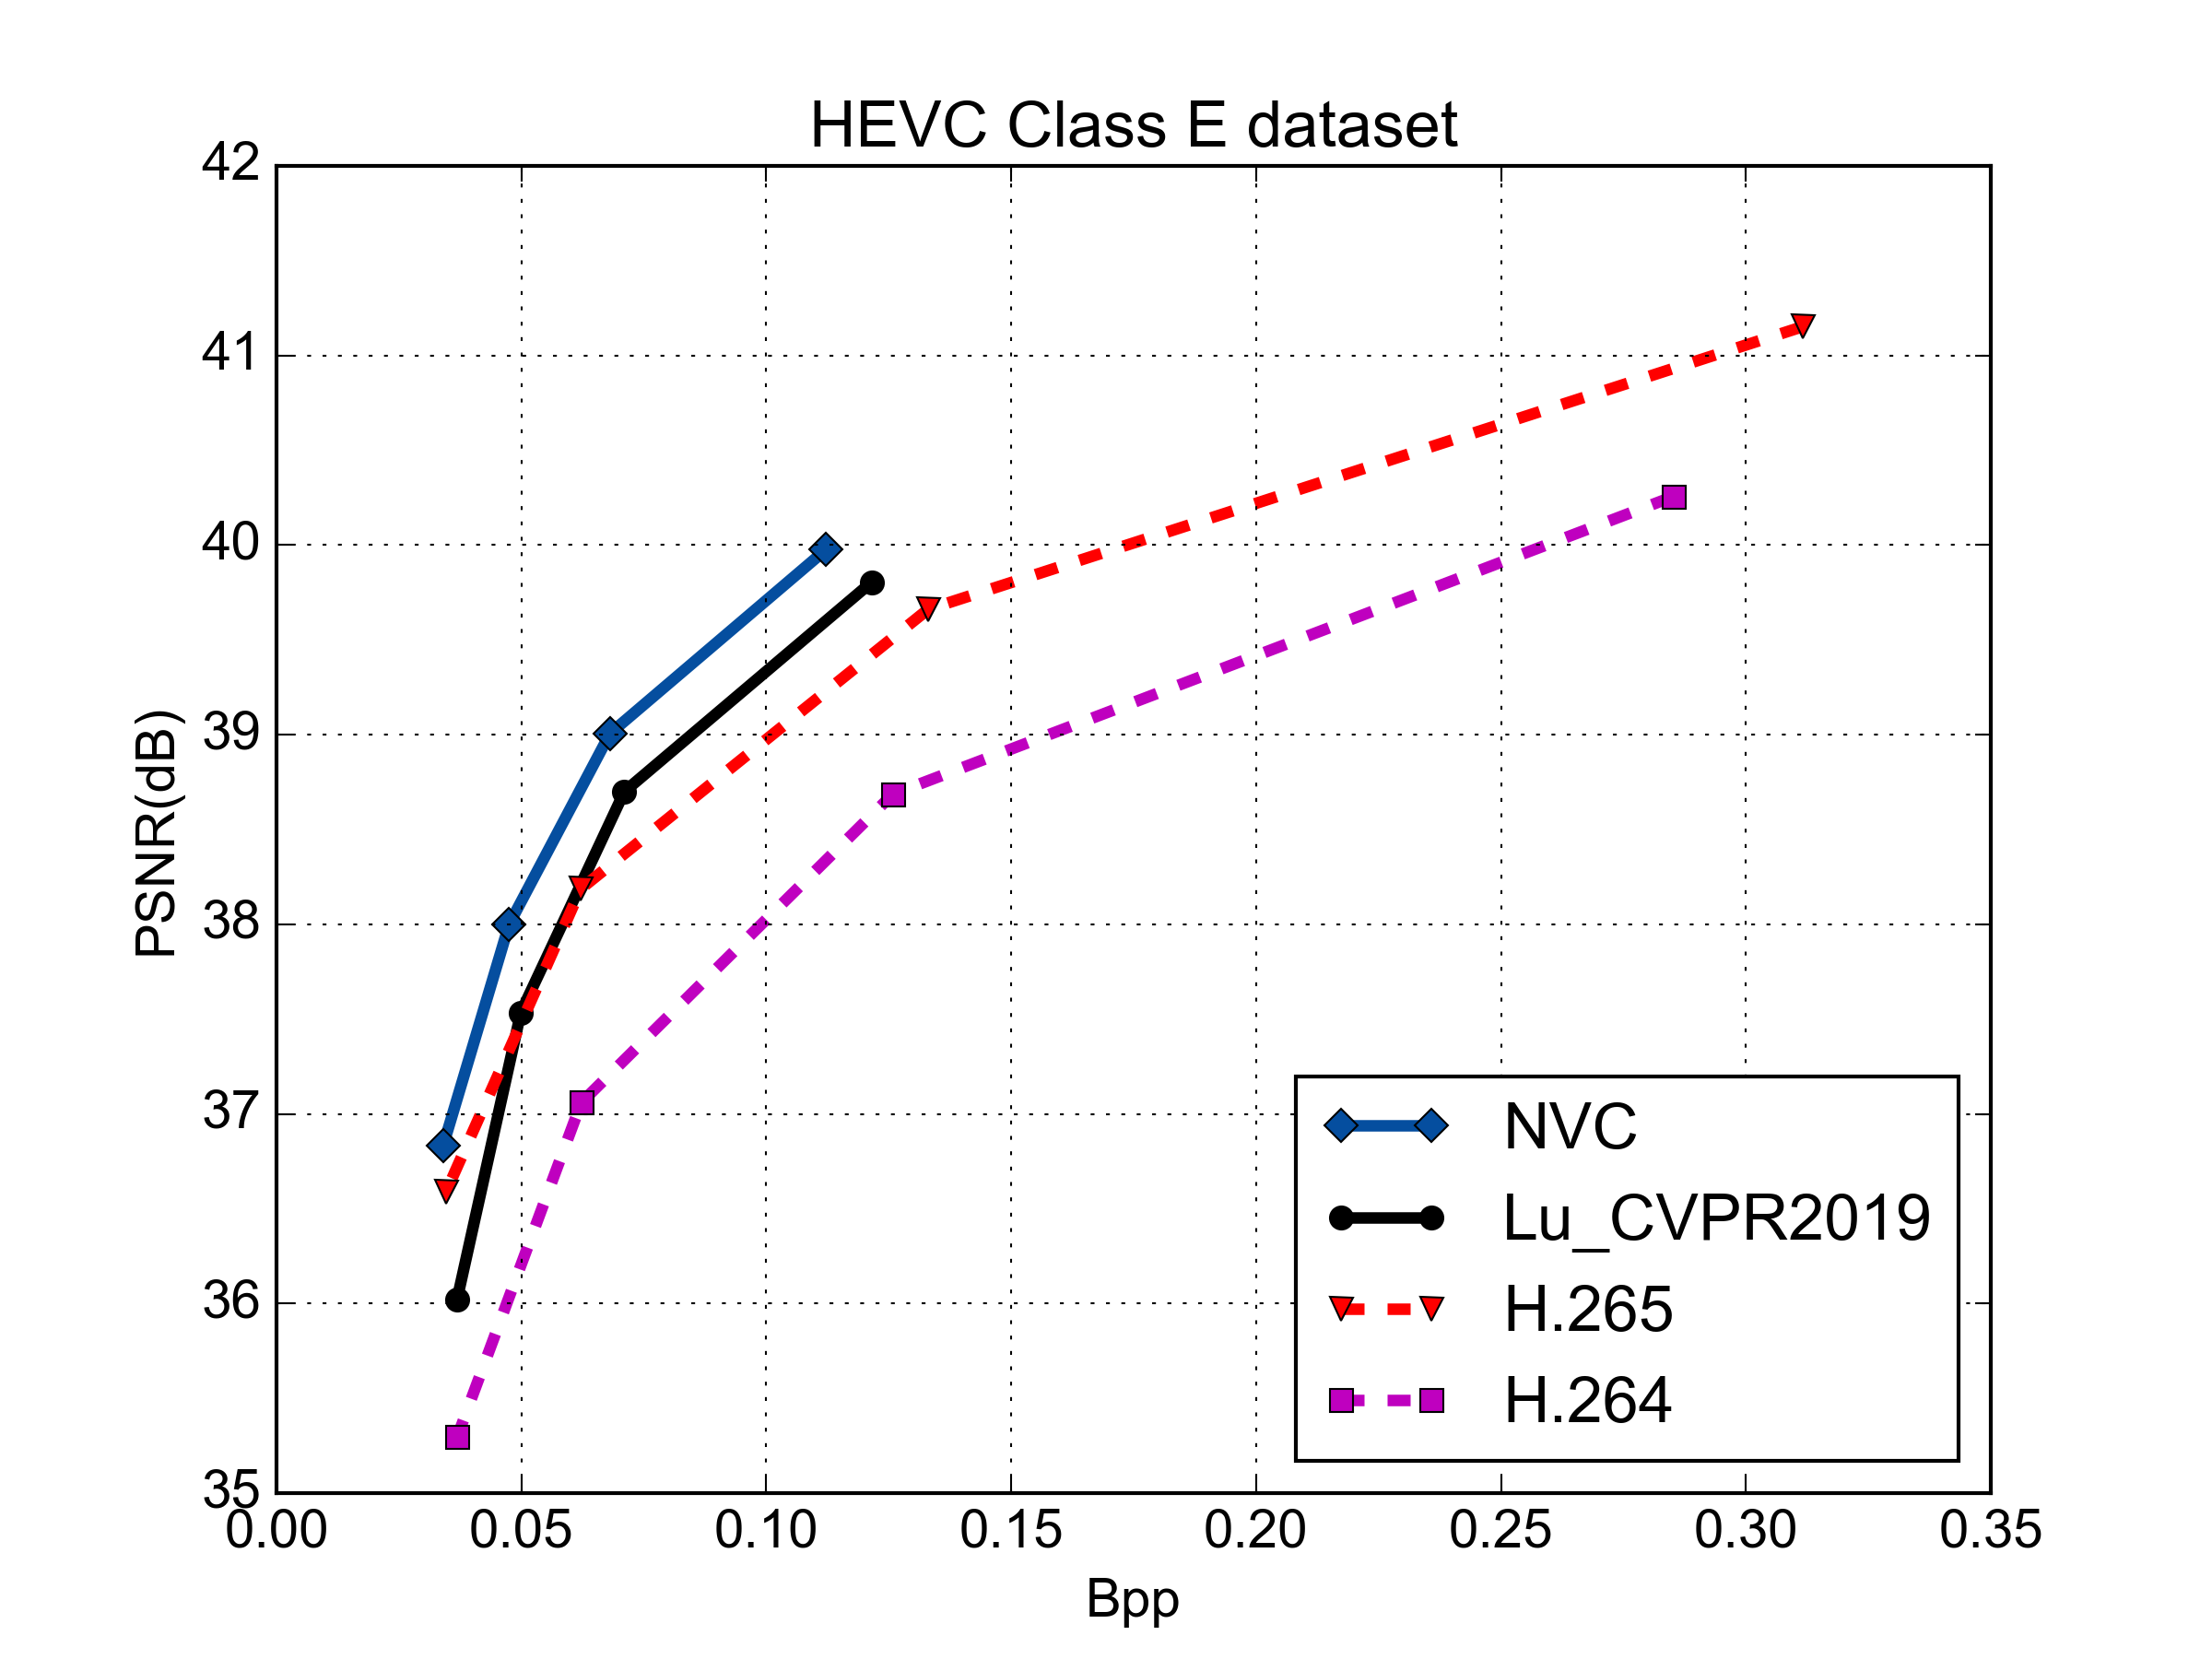 HEVC Class E dataset
42
41
40
39
38
37
36
35
PSNR(dB)
0.00 0.05 0.10 0.15 0.20 0.25 0.30 0.35
Bpp
NVC
Lu_CVPR2019
H.265
H.264